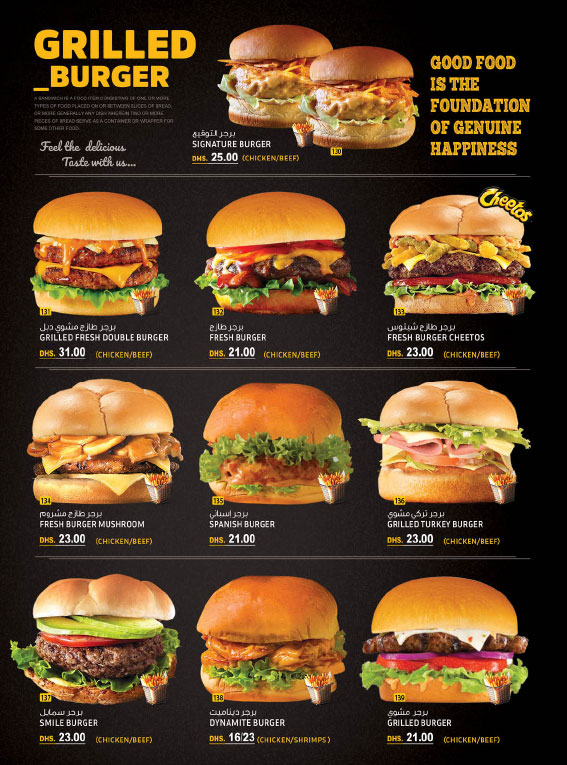 GRILLED
_BURGER
A SANDWICH IS A FOOD ITEM CONSISTING OF ONE OR MORE
TYPES OF FOOD PLACED ON OR BETWEEN SLICES OF BREAD,
OR MORE GENERALLY ANY DISH WHEREIN TWO OR MORE
PIECES OF BREAD SERVE AS A CONTAINER OR WRAPPER FOR
SOME OTHER FOOD.
Feel the delicious
Taste with us....
GOOD FOOD
IS THE
FOUNDATION
OF GENUINE
HAPPINESS
130
برجر التوقيع
SIGNATURE BURGER
DHS. 25.00 (CHICKEN/BEEF)
Cheetos
131
برجر طازج مشوي دبل
GRILLED FRESH DOUBLE BURGER
DHS. 31.00 (CHICKEN/BEEF)
132
برجر طازج
FRESH BURGER
DHS. 21.00 (CHICKEN/BEEF)
133
برجر طازج شيتوس
FRESH BURGER CHEETOS
DHS. 23.00 (CHICKEN/BEEF)
134
برجر طازج مشروم
FRESH BURGER MUSHROOM
DHS. 23.00 (CHICKEN/BEEF)
135
برجر اسباني
SPANISH BURGER
DHS. 21.00
136
برجر تركي مشوي
GRILLED TURKEY BURGER
DHS. 23.00 (CHICKEN/BEEF)
137
برجر سمايل
SMILE BURGER
DHS. 23.00 (CHICKEN/BEEF)
138
برجر ديناميت
DYNAMITE BURGER
DHS. 16/23 (CHICKEN/SHRIMPS)
139
برجر مشوي
GRILLED BURGER
DHS. 21.00 (CHICKEN/BEEF)